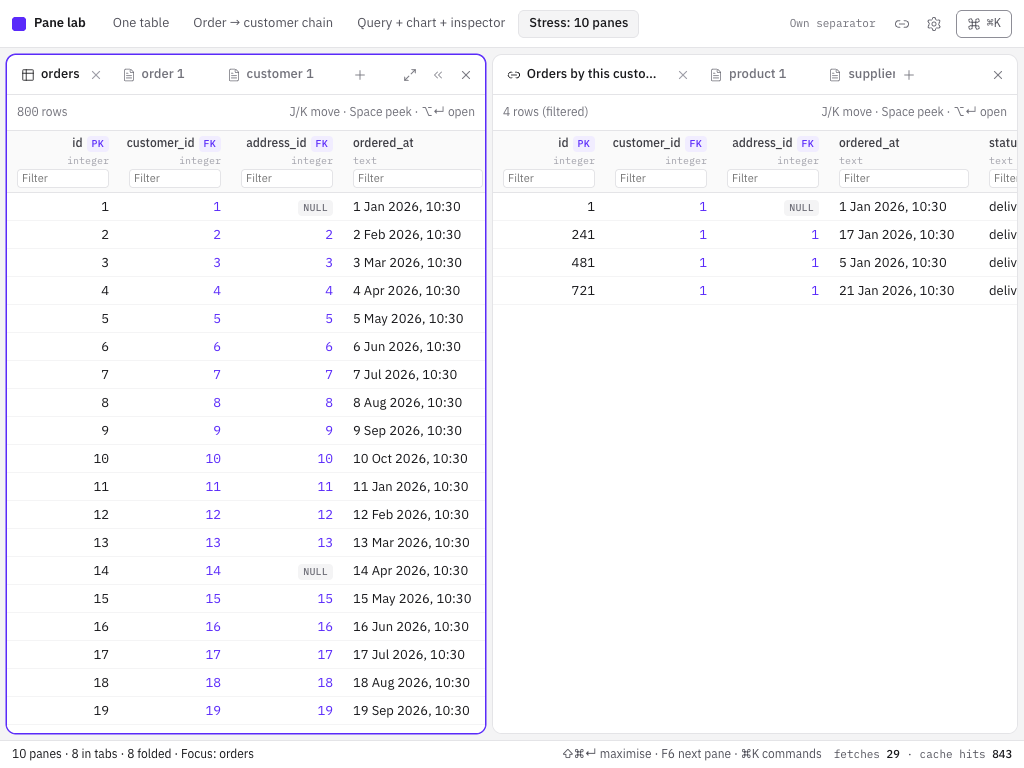 Pane lab One table Order → customer chain Query + chart + inspector Stress: 10 panes Own separator ⌘ ⌘K
orders order 1 customer 1
800 rows J/K move · Space peek · ⌥↵ open
id PK customer_id FK address_id FK ordered_at
integer integer integer text
Filter Filter Filter Filter
1 1 NULL 1 Jan 2026, 10:30
2 2 2 2 Feb 2026, 10:30
3 3 3 3 Mar 2026, 10:30
4 4 4 4 Apr 2026, 10:30
5 5 5 5 May 2026, 10:30
6 6 6 6 Jun 2026, 10:30
7 7 7 7 Jul 2026, 10:30
8 8 8 8 Aug 2026, 10:30
9 9 9 9 Sep 2026, 10:30
10 10 10 10 Oct 2026, 10:30
11 11 11 11 Jan 2026, 10:30
12 12 12 12 Feb 2026, 10:30
13 13 13 13 Mar 2026, 10:30
14 14 NULL 14 Apr 2026, 10:30
15 15 15 15 May 2026, 10:30
16 16 16 16 Jun 2026, 10:30
17 17 17 17 Jul 2026, 10:30
18 18 18 18 Aug 2026, 10:30
19 19 19 19 Sep 2026, 10:30
Orders by this custo... product 1 supplier
4 rows (filtered) J/K move · Space peek · ⌥↵ open
id PK customer_id FK address_id FK ordered_at statu
integer integer integer text text
Filter Filter Filter Filter Filter
1 1 NULL 1 Jan 2026, 10:30 deliv
241 1 1 17 Jan 2026, 10:30 deliv
481 1 1 5 Jan 2026, 10:30 deliv
721 1 1 21 Jan 2026, 10:30 deliv
10 panes · 8 in tabs · 8 folded · Focus: orders ⇧⌘↵ maximise · F6 next pane · ⌘K commands fetches 29 · cache hits 843